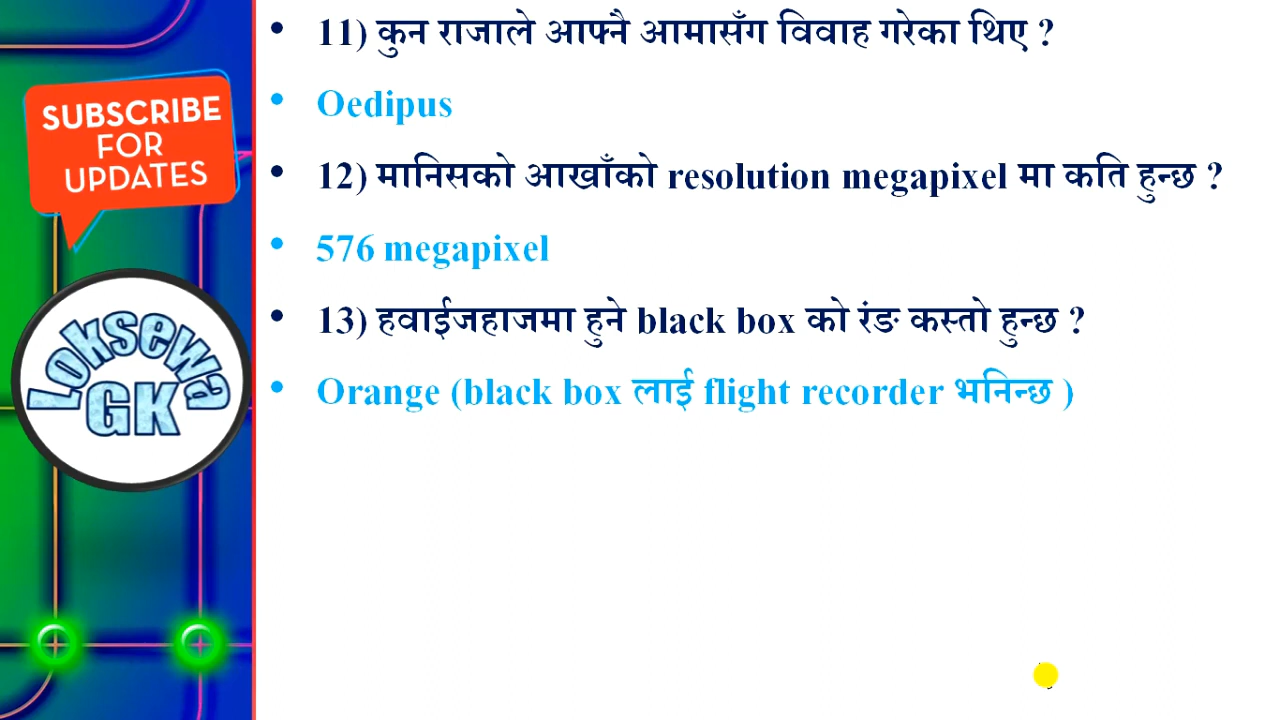 11) कुन राजाले आफ्नै आमासँग विवाह गरेका थिए ?
Oedipus
12) मानिसको आखाँको resolution megapixel मा कति हुन्छ ?
576 megapixel
13) हवाईजहाजमा हुने black box को रंङ कस्तो हुन्छ ?
Orange (black box लाई flight recorder भनिन्छ )
SUBSCRIBE
FOR
UPDATES
Loksewa
GK